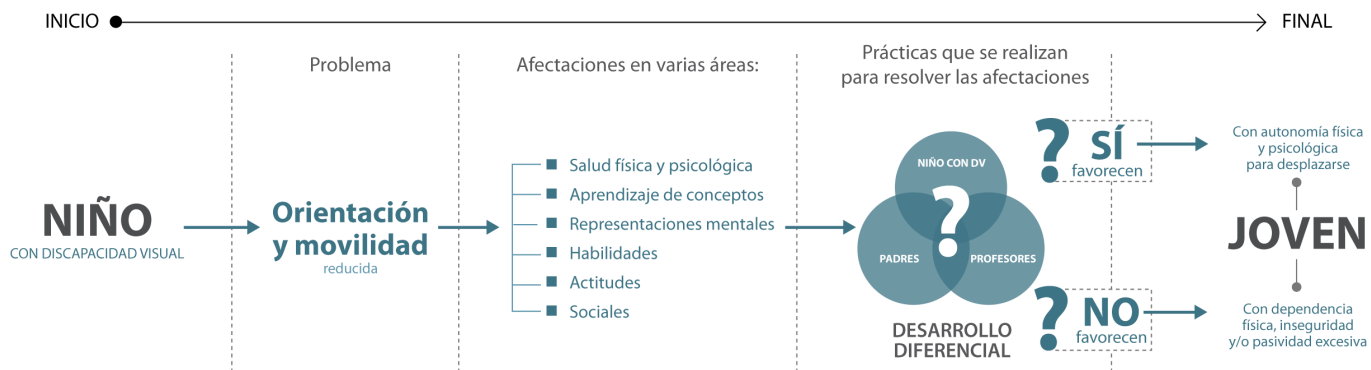 INICIO
FINAL
NIÑO
CON DISCAPACIDAD VISUAL
Problema
Orientación
y movilidad
reducida
Afectaciones en varias áreas:
Salud física y psicológica
Aprendizaje de conceptos
Representaciones mentales
Habilidades
Actitudes
Sociales
Prácticas que se realizan
para resolver las afectaciones
NIÑO CON DV
?
PADRES
PROFESORES
DESARROLLO
DIFERENCIAL
? SÍ
favorecen
? NO
favorecen
Con autonomía física
y psicológica
para desplazarse
JOVEN
Con dependencia
física, inseguridad
y/o pasividad excesiva